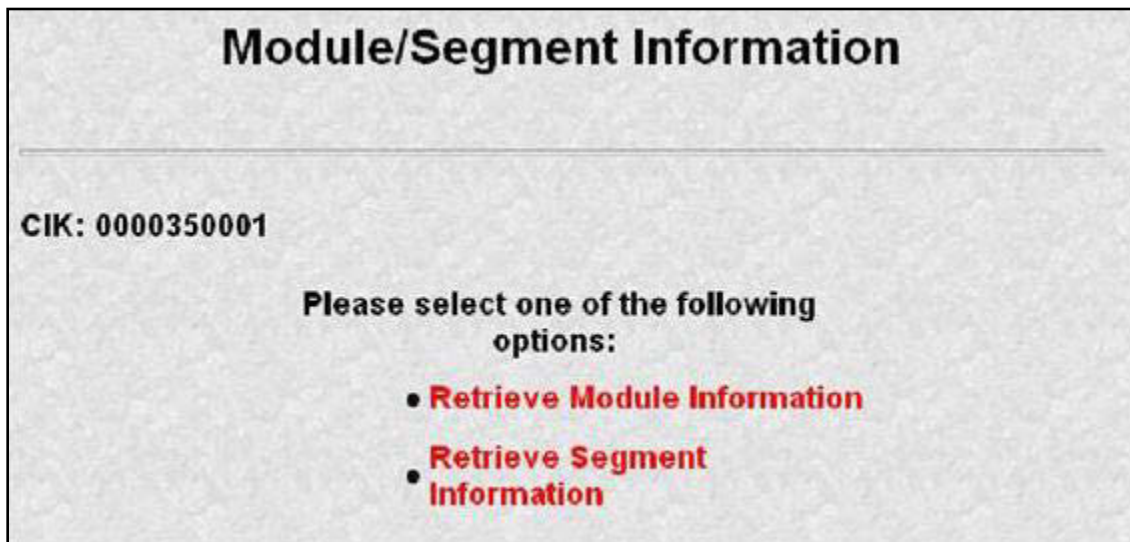 Module/Segment Information
CIK: 0000350001
Please select one of the following
options:
• Retrieve Module Information
• Retrieve Segment
Information